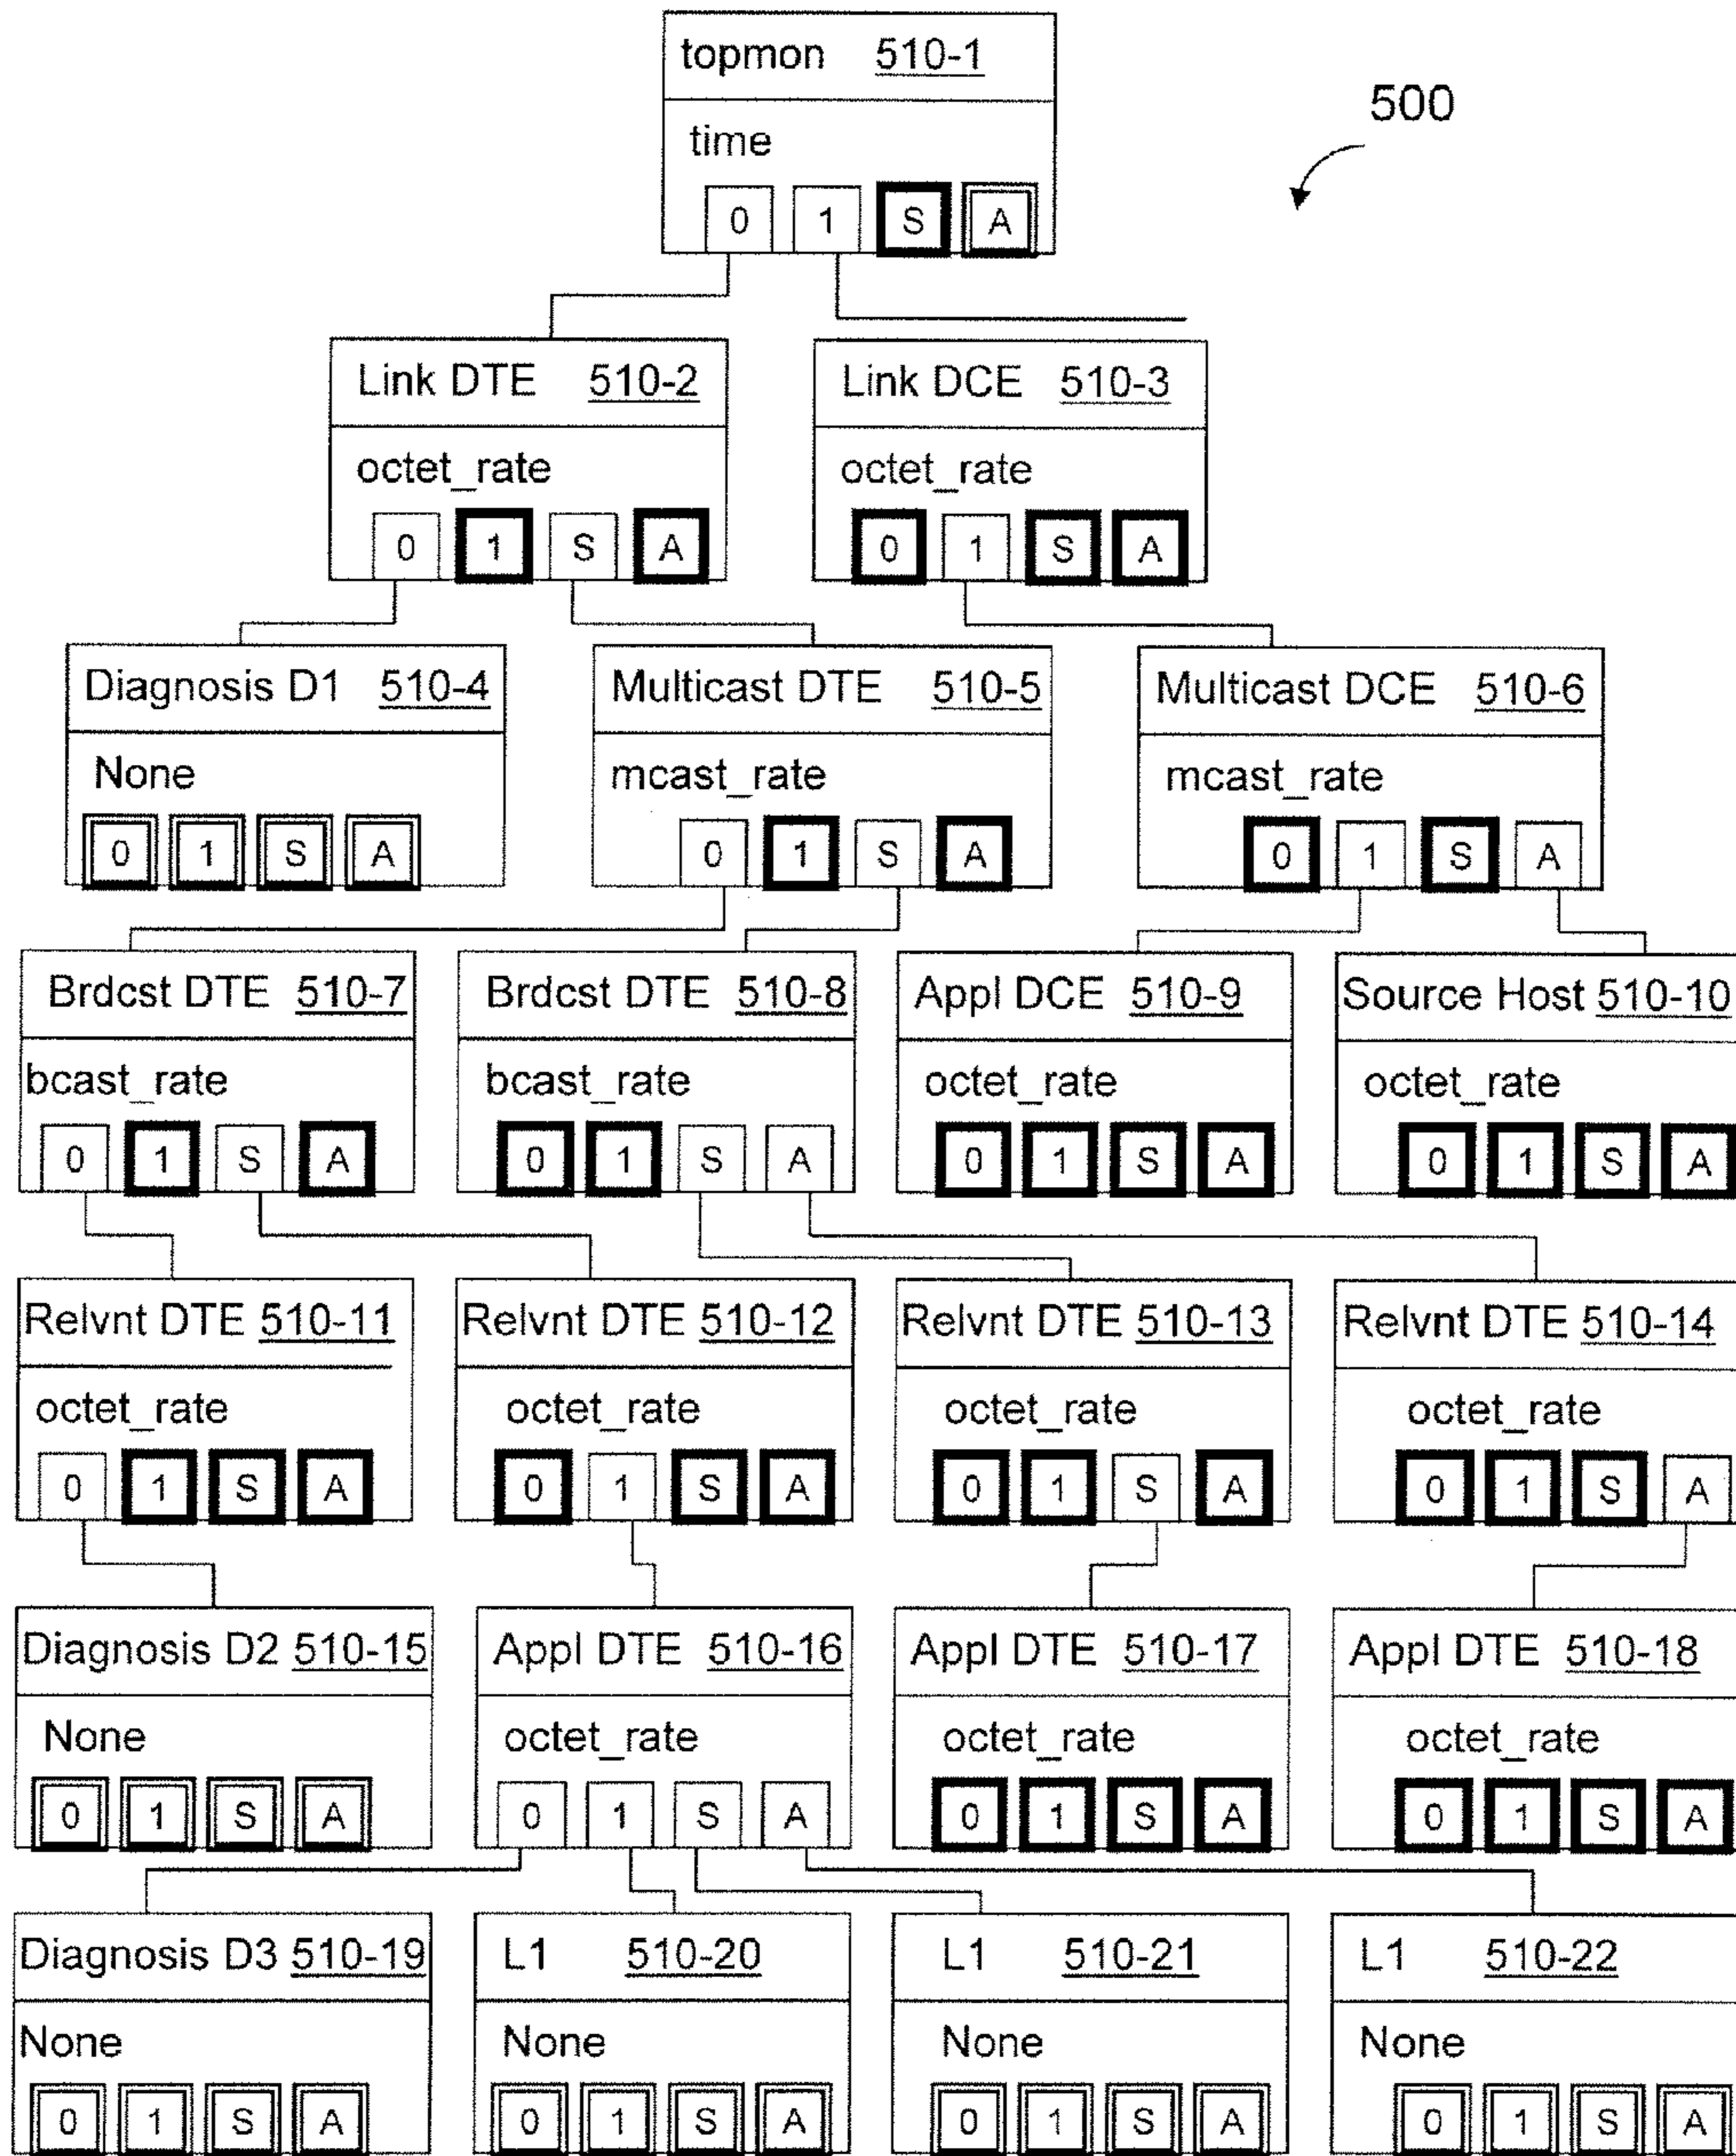 topmon 510-1
500
time
0 1 S A
Link DTE 510-2
octet_rate
0 1 S A
Link DCE 510-3
octet_rate
0 1 S A
Diagnosis D1 510-4
None
0 1 S A
Multicast DTE 510-5
mcast_rate
0 1 S A
Multicast DCE 510-6
mcast_rate
0 1 S A
Brdcst DTE 510-7
bcast_rate
0 1 S A
Brdcst DTE 510-8
bcast_rate
0 1 S A
Appl DCE 510-9
octet_rate
0 1 S A
Source Host 510-10
octet_rate
0 1 S A
Relvnt DTE 510-11
octet_rate
0 1 S A
Relvnt DTE 510-12
octet_rate
0 1 S A
Relvnt DTE 510-13
octet_rate
0 1 S A
Relvnt DTE 510-14
octet_rate
0 1 S A
Diagnosis D2 510-15
None
0 1 S A
Appl DTE 510-16
octet_rate
0 1 S A
Appl DTE 510-17
octet_rate
0 1 S A
Appl DTE 510-18
octet_rate
0 1 S A
Diagnosis D3 510-19
None
0 1 S A
L1 510-20
None
0 1 S A
L1 510-21
None
0 1 S A
L1 510-22
None
0 1 S A